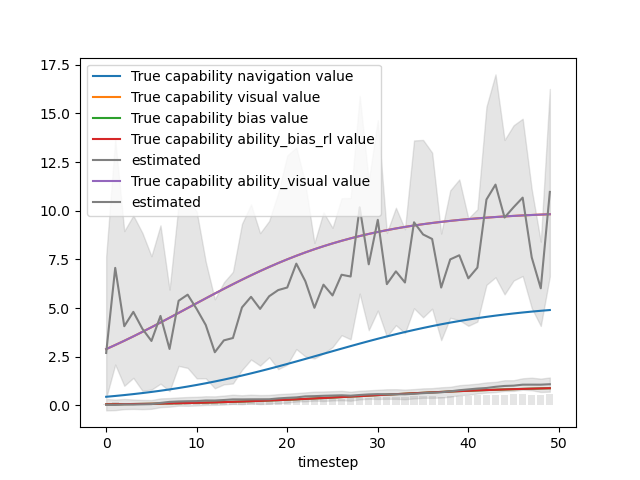 17.5
15.0
12.5
10.0
7.5
5.0
2.5
0.0
True capability navigation value
True capability visual value
True capability bias value
True capability ability_bias_rl value
estimated
True capability ability_visual value
estimated
0 10 20 30 40 50
timestep